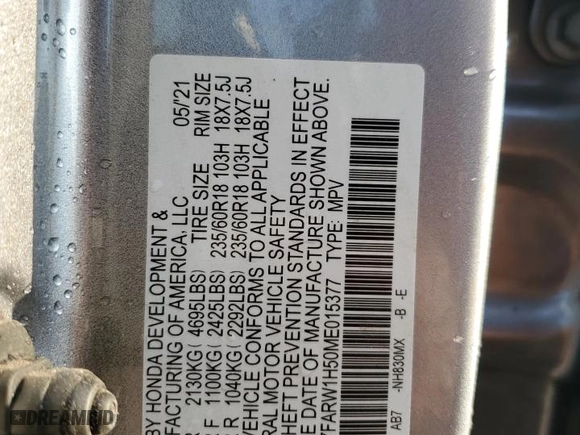 BY HONDA DEVELOPMENT &
FACTURING OF AMERICA, LLC 05/'21
2130KG( 4695LBS) TIRE SIZE RIM SIZE
F 1100KG( 2425LBS) 235/60R18 103H 18X7.5J
R 1040KG( 2292LBS) 235/60R18 103H 18X7.5J
VEHICLE CONFORMS TO ALL APPLICABLE
RAL MOTOR VEHICLE SAFETY
HEFT PREVENTION STANDARDS IN EFFECT
E DATE OF MANUFACTURE SHOWN ABOVE.
7FARW1H50ME015377 TYPE: MPV
AB7 -NH830MX -B -E
DREAMBID